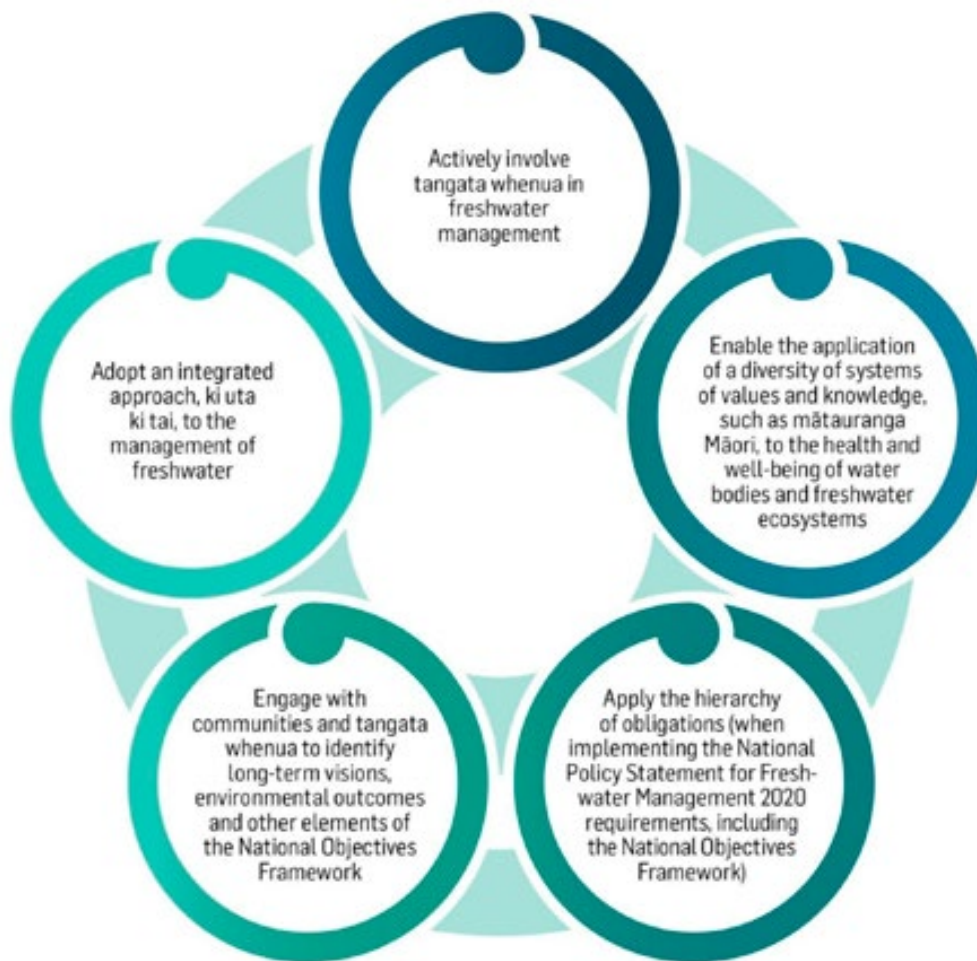 Actively involve
tangata whenua in
freshwater
management
Enable the application
of a diversity of systems
of values and knowledge,
such as mātauranga
Māori, to the health and
well-being of water
bodies and freshwater
ecosystems
Apply the hierarchy
of obligations (when
implementing the National
Policy Statement for Fresh-
water Management 2020
requirements, including
the National Objectives
Framework)
Engage with
communities and tangata
whenua to identify
long-term visions,
environmental outcomes
and other elements of
the National Objectives
Framework
Adopt an integrated
approach, ki uta
ki tai, to the
management of
freshwater